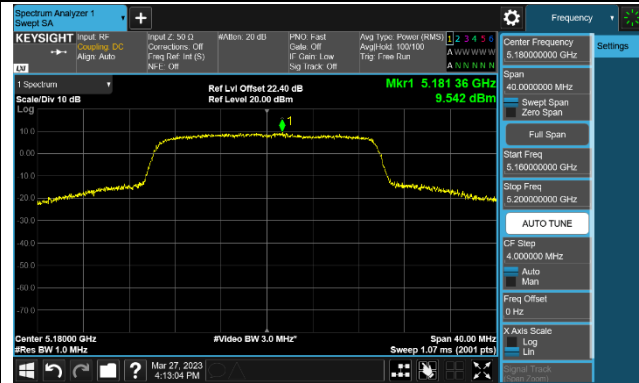 Spectrum Analyzer 1
Swept SA
Frequency
KEYSIGHT
Input: RF
Coupling: DC
Align: Auto
Input Z: 50 Ω
Corrections: Off
Freq Ref: Int (S)
NFE: Off
#Atten: 20 dB
PNO: Fast
Gate: Off
IF Gain: Low
Sig Track: Off
Avg Type: Power (RMS)
Avg|Hold: 100/100
Trig: Free Run
1 2 3 4 5 6
A W W W W W
A N N N N N
LXI
1 Spectrum
Scale/Div 10 dB
Log
Ref Lvl Offset 22.40 dB
Ref Level 20.00 dBm
Mkr1 5.181 36 GHz
9.542 dBm
1
10.0
0.00
-10.0
-20.0
-30.0
-40.0
-50.0
-60.0
-70.0
Center 5.18000 GHz
#Res BW 1.0 MHz
#Video BW 3.0 MHz*
Span 40.00 MHz
Sweep 1.07 ms (2001 pts)
Mar 27, 2023
4:13:04 PM
Center Frequency
5.180000000 GHz
Settings
Span
40.0000000 MHz
Swept Span
Zero Span
Full Span
Start Freq
5.160000000 GHz
Stop Freq
5.200000000 GHz
AUTO TUNE
CF Step
4.000000 MHz
Auto
Man
Freq Offset
0 Hz
X Axis Scale
Log
Lin
Signal Track
(Span Zoom)